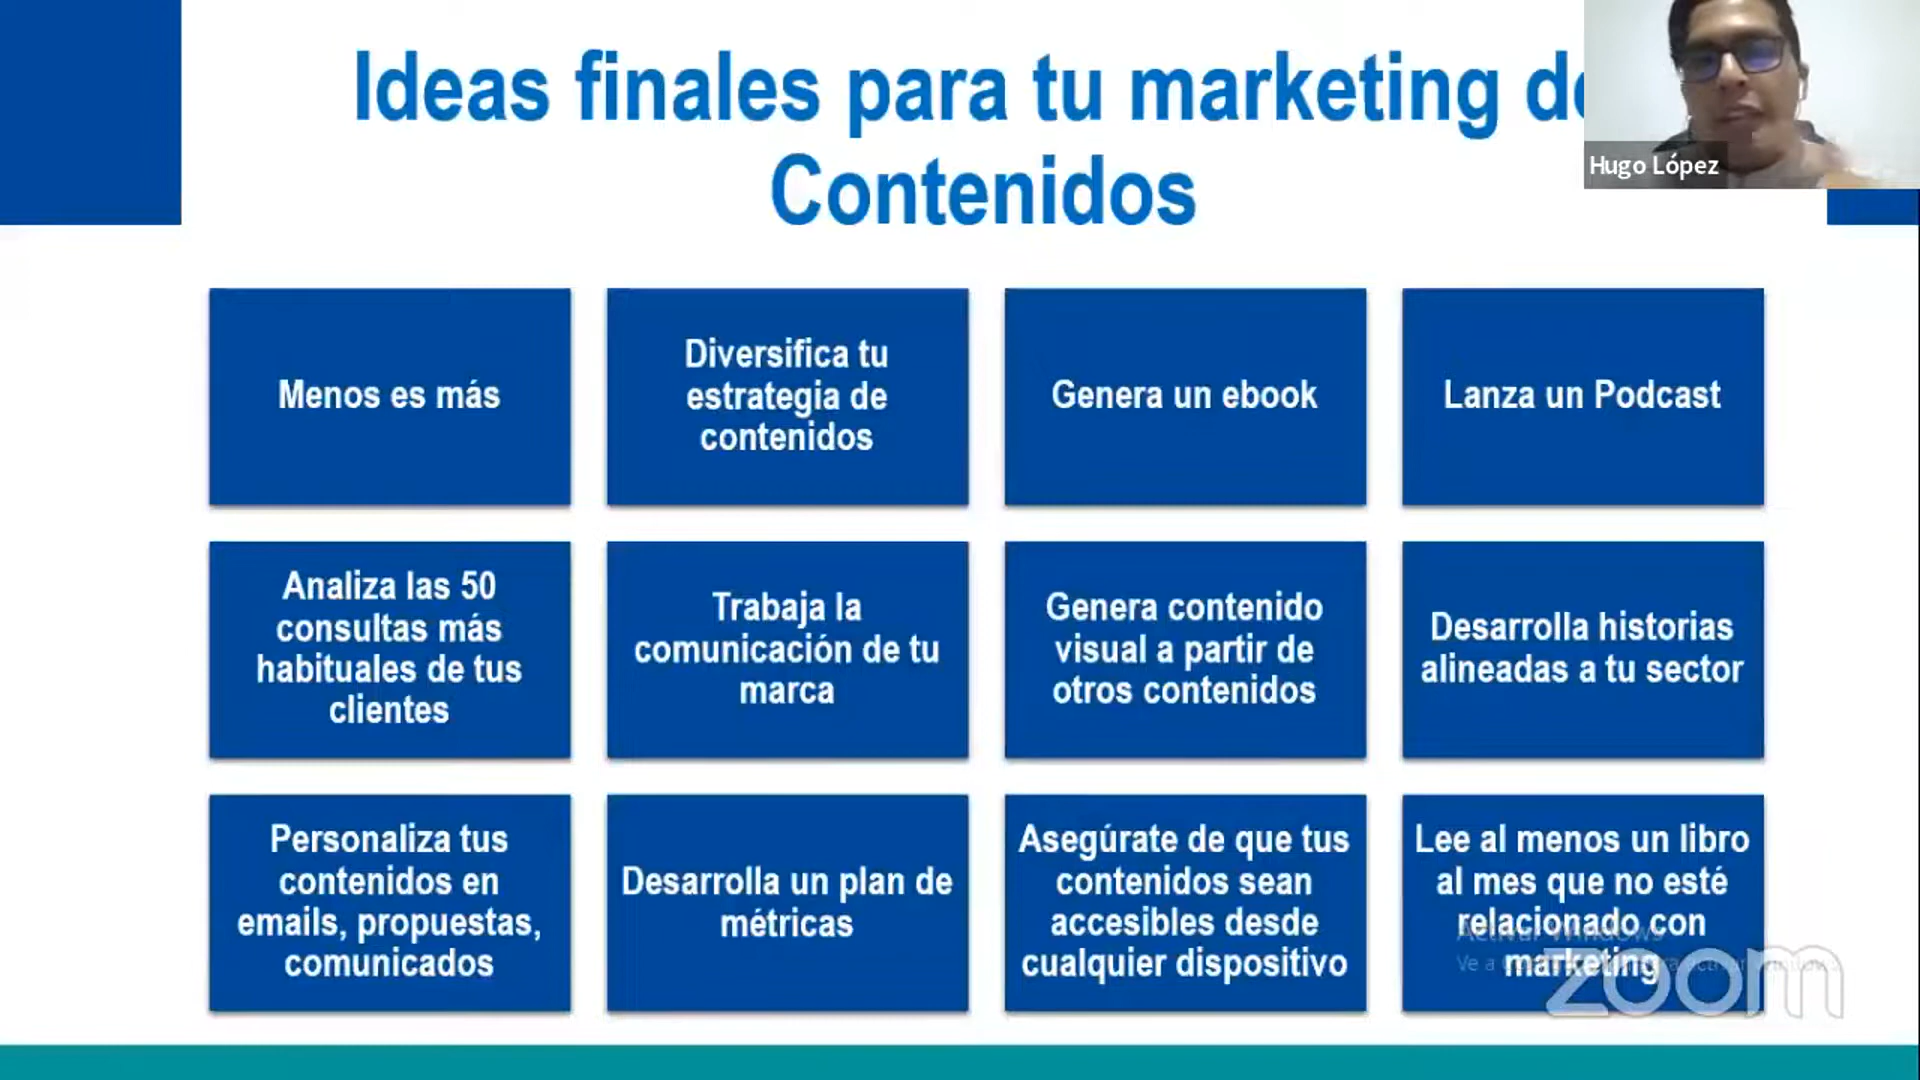 Ideas finales para tu marketing de
Contenidos
Hugo López
Menos es más
Diversifica tu
estrategia de
contenidos
Genera un ebook
Lanza un Podcast
Analiza las 50
consultas más
habituales de tus
clientes
Trabaja la
comunicación de tu
marca
Genera contenido
visual a partir de
otros contenidos
Desarrolla historias
alineadas a tu sector
Personaliza tus
contenidos en
emails, propuestas,
comunicados
Desarrolla un plan de
métricas
Asegúrate de que tus
contenidos sean
accesibles desde
cualquier dispositivo
Lee al menos un libro
al mes que no esté
relacionado con
marketing
Activar Windows
Ve a
zoom